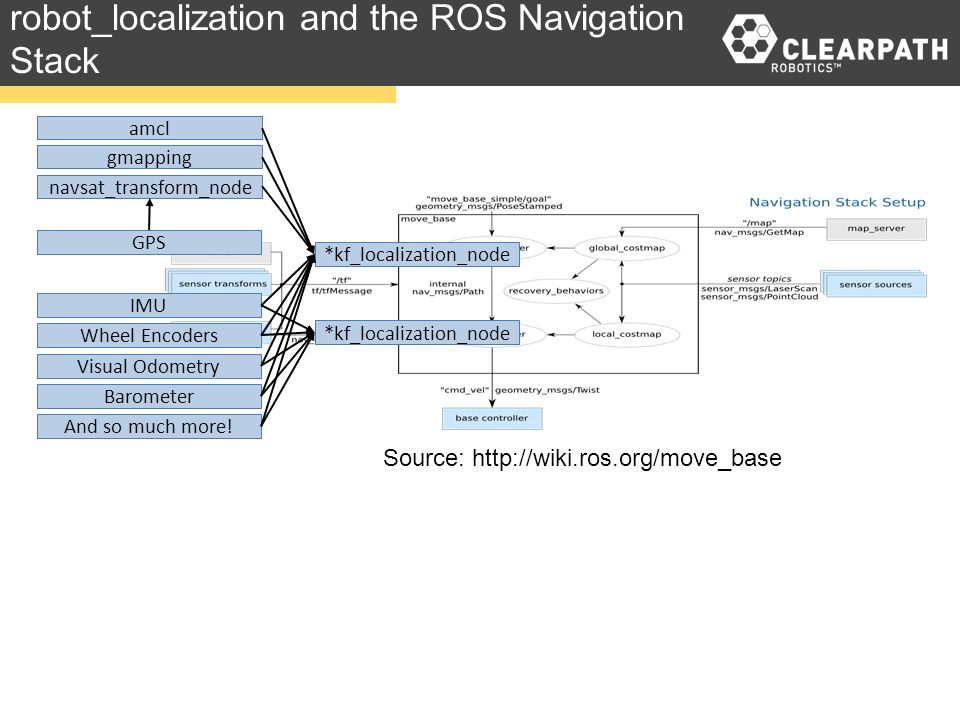 robot_localization and the ROS Navigation
Stack
CLEARPATH
ROBOTICS™
amcl
gmapping
navsat_transform_node
GPS
IMU
Wheel Encoders
Visual Odometry
Barometer
And so much more!
*kf_localization_node
*kf_localization_node
sensor transforms
"/tf"
tf/tfMessage
"move_base_simple/goal"
geometry_msgs/PoseStamped
move_base
global_costmap
internal
nav_msgs/Path
recovery_behaviors
local_costmap
"cmd_vel" geometry_msgs/Twist
base controller
Navigation Stack Setup
"/map"
nav_msgs/GetMap
map_server
sensor topics
sensor_msgs/LaserScan
sensor_msgs/PointCloud
sensor sources
Source: http://wiki.ros.org/move_base